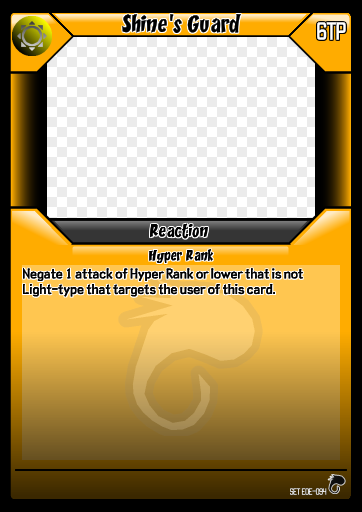 Shine's Guard
6TP
Reaction
Hyper Rank
Negate 1 attack of Hyper Rank or lower that is not
Light-type that targets the user of this card.
SET EOE-094